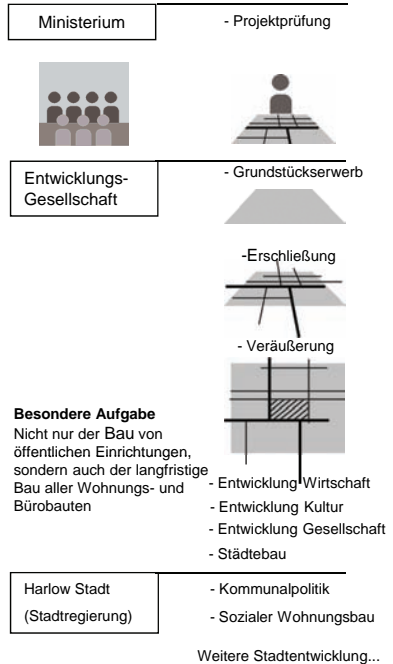 Ministerium
- Projektprüfung
Entwicklungs-
Gesellschaft
- Grundstückserwerb
-Erschließung
- Veräußerung
Besondere Aufgabe
Nicht nur der Bau von
öffentlichen Einrichtungen,
sondern auch der langfristige
Bau aller Wohnungs- und
Bürobauten
- Entwicklung Wirtschaft
- Entwicklung Kultur
- Entwicklung Gesellschaft
- Städtebau
Harlow Stadt
(Stadtregierung)
- Kommunalpolitik
- Sozialer Wohnungsbau
Weitere Stadtentwicklung...